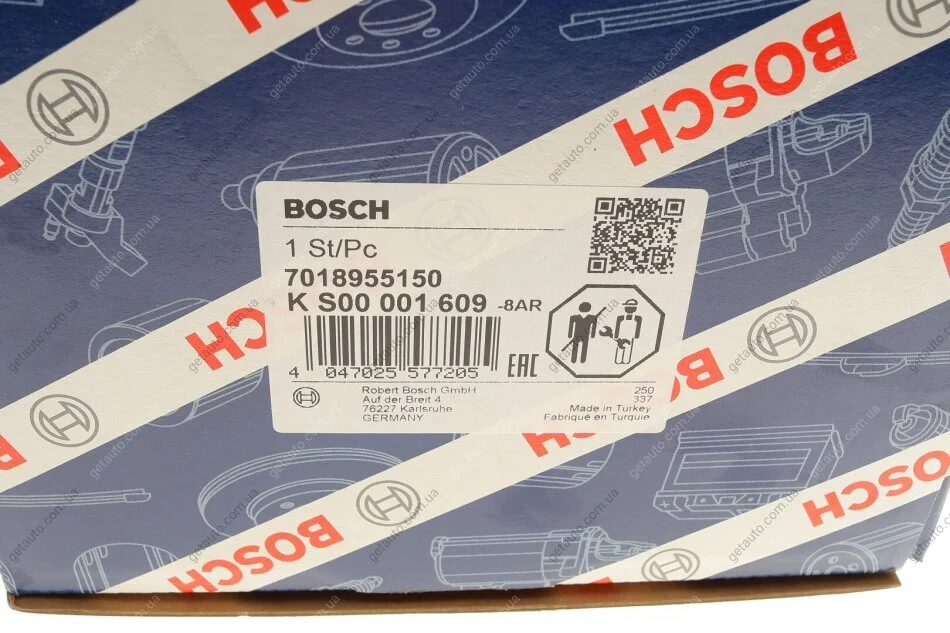 BOSCH
BOSCH
BOSCH
1 St/Pc
7018955150
K S00 001 609 -8AR
4 047025 577205
EAC
Robert Bosch GmbH
Auf der Breit 4
76227 Karlsruhe
GERMANY
250
337
Made in Turkey
Fabriqué en Turquie
BOSCH
BOSCH
getauto.com.ua